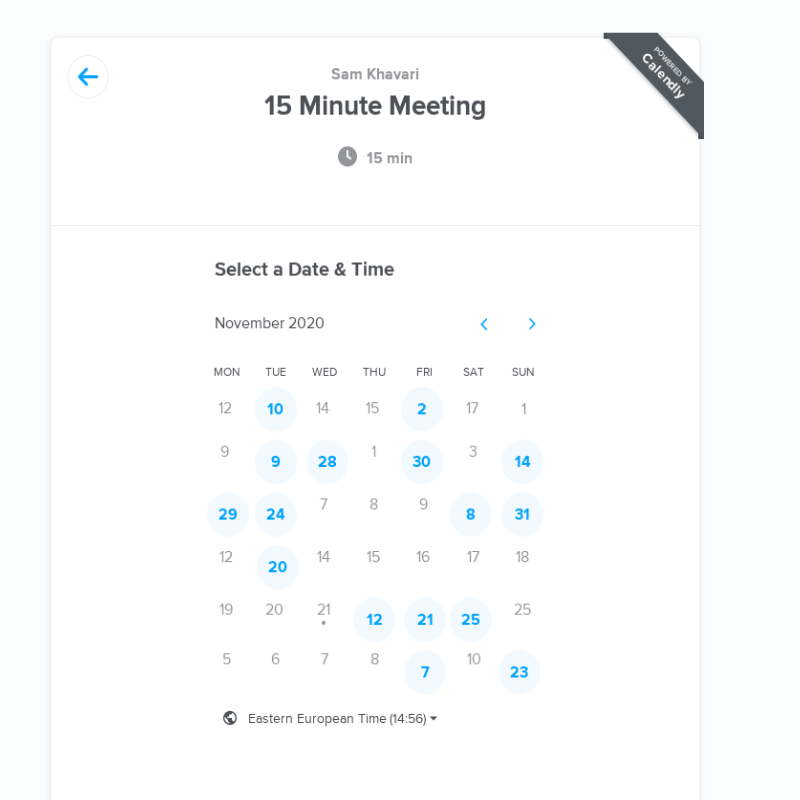 POWERED BY
Calendly
Sam Khavari
15 Minute Meeting
15 min
Select a Date & Time
November 2020
MON TUE WED THU FRI SAT SUN
12 10 14 15 2 17 1
9 9 28 1 30 3 14
29 24 7 8 9 8 31
12 20 14 15 16 17 18
19 20 21 12 21 25 25
5 6 7 8 7 10 23
Eastern European Time (14:56)